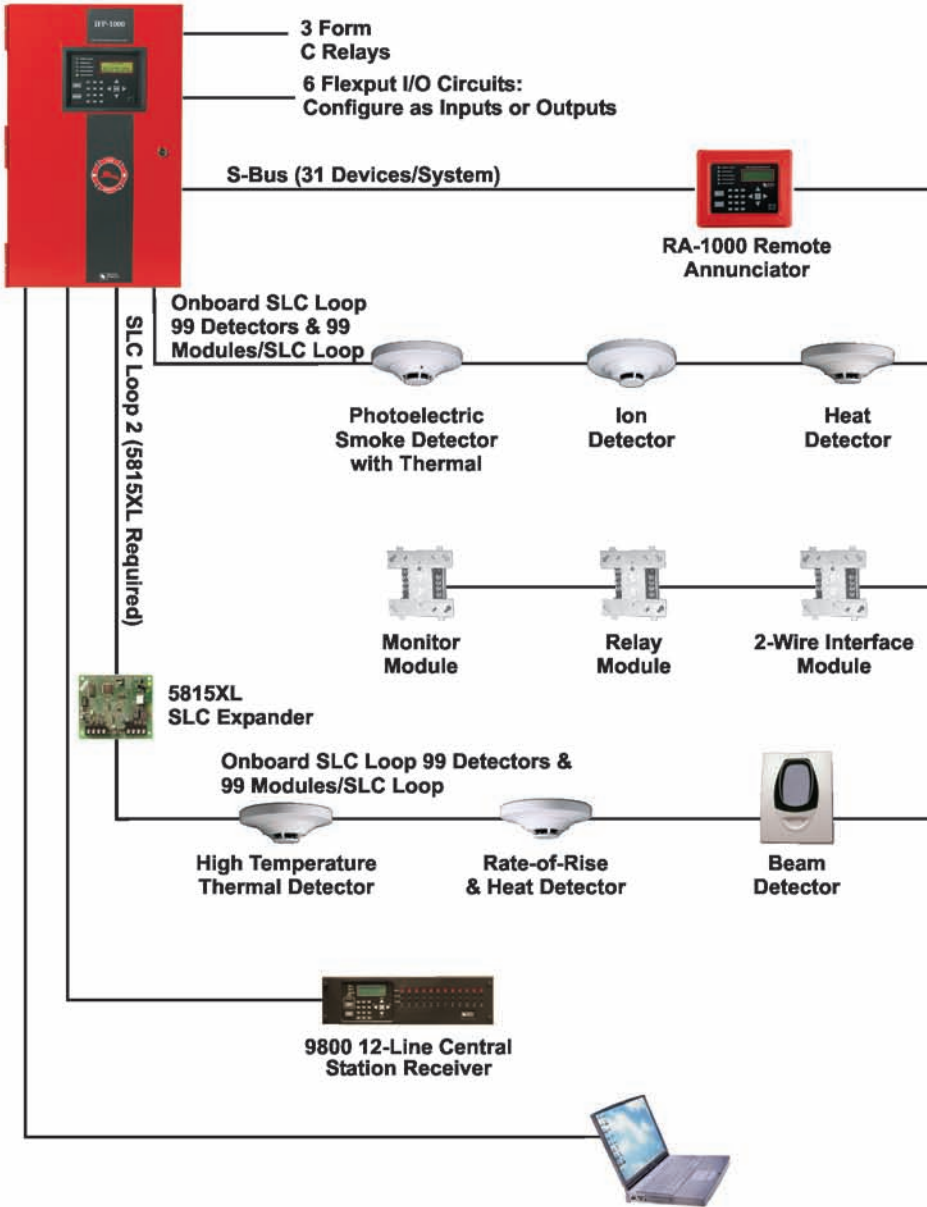 IFP-1000
3 Form
C Relays
6 Flexput I/O Circuits:
Configure as Inputs or Outputs
S-Bus (31 Devices/System)
RA-1000 Remote
Annunciator
Onboard SLC Loop
99 Detectors & 99
Modules/SLC Loop
SLC Loop 2 (5815XL Required)
Photoelectric
Smoke Detector
with Thermal
Ion
Detector
Heat
Detector
Monitor
Module
Relay
Module
2-Wire Interface
Module
5815XL
SLC Expander
Onboard SLC Loop 99 Detectors &
99 Modules/SLC Loop
High Temperature
Thermal Detector
Rate-of-Rise
& Heat Detector
Beam
Detector
9800 12-Line Central
Station Receiver